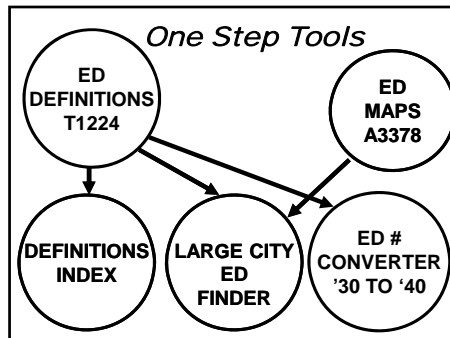 One Step Tools
ED
DEFINITIONS
T1224
ED
MAPS
A3378
DEFINITIONS
INDEX
LARGE CITY
ED
FINDER
ED #
CONVERTER
’30 TO ‘40